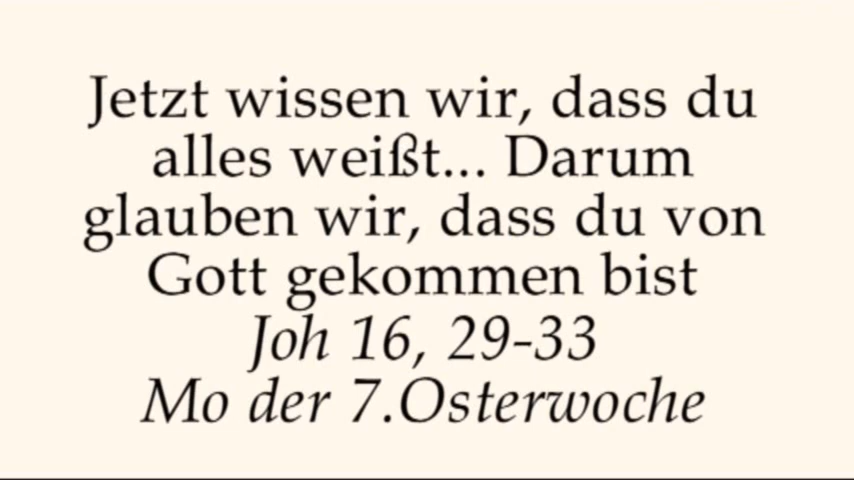 Jetzt wissen wir, dass du
alles weißt... Darum
glauben wir, dass du von
Gott gekommen bist
Joh 16, 29-33
Mo der 7.Osterwoche